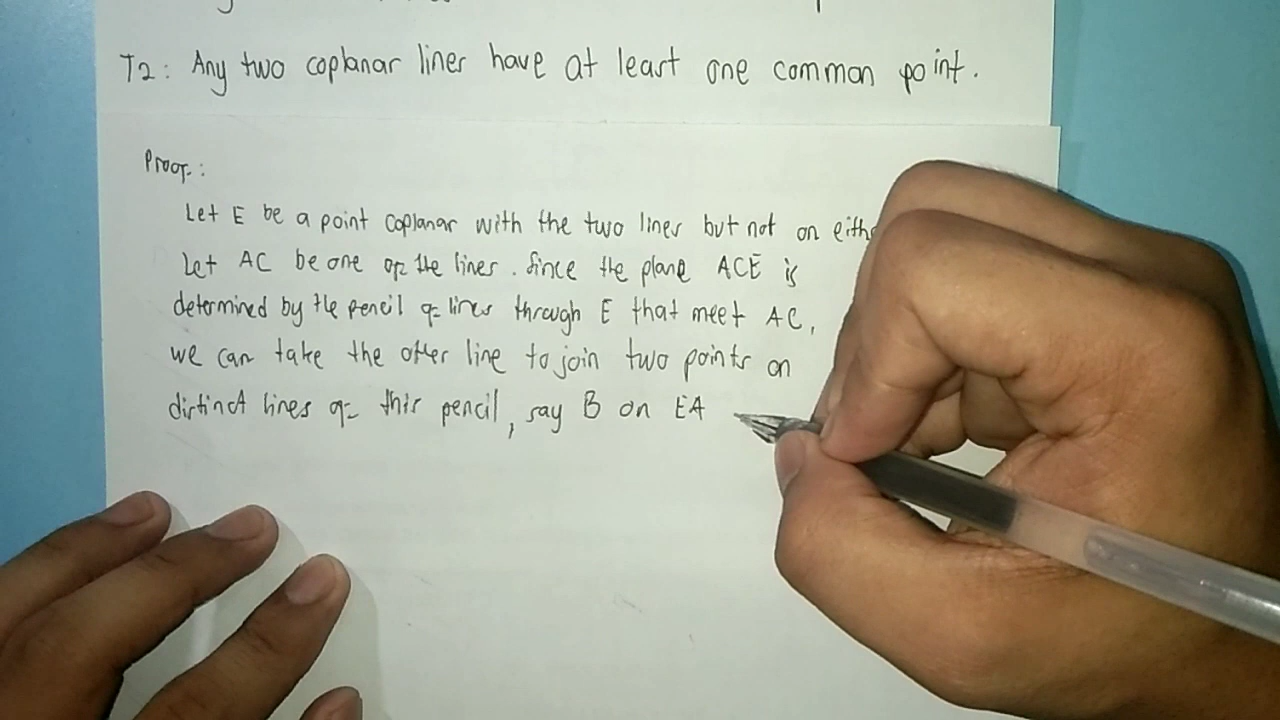 T2: Any two coplanar lines have at least one common point.
Proof:
Let E be a point coplanar with the two lines but not on
Let AC be one of the lines. Since the plane ACE is
determined by the pencil of lines through E that meet AC,
we can take the other line to join two points on
distinct lines of this pencil, say B on EA